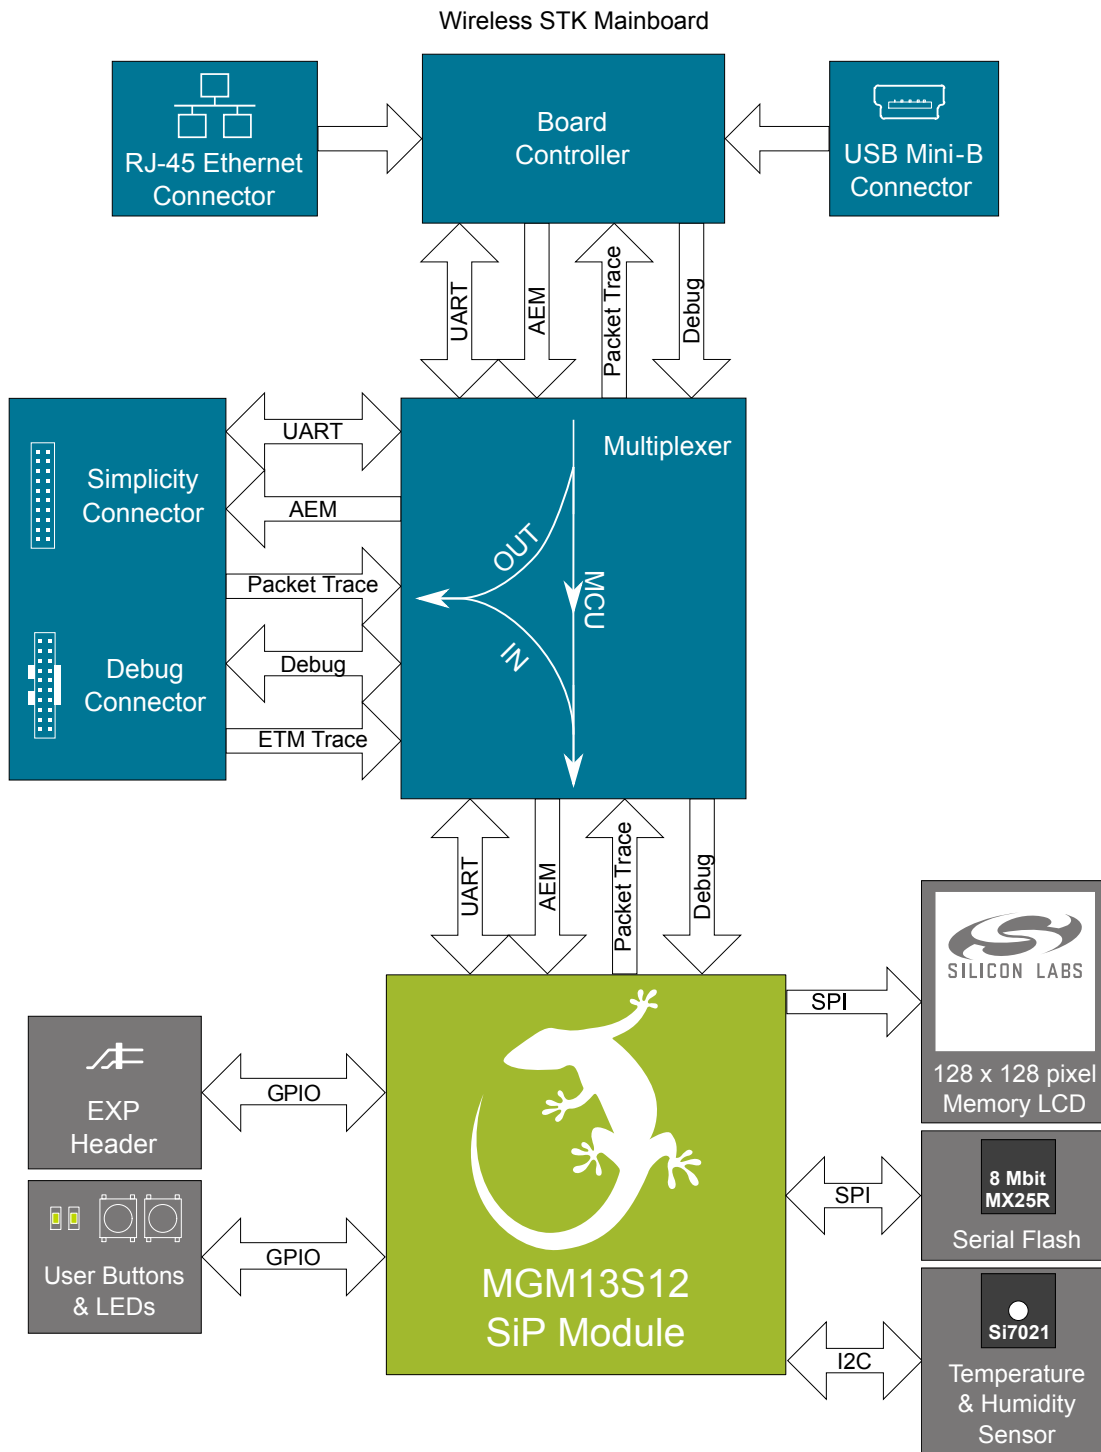 Wireless STK Mainboard
RJ-45 Ethernet
Connector
Board
Controller
USB Mini-B
Connector
UART
AEM
Packet Trace
Debug
Simplicity
Connector
Debug
Connector
UART
AEM
Packet Trace
Debug
ETM Trace
Multiplexer
OUT
MCU
IN
UART
AEM
Packet Trace
Debug
EXP
Header
GPIO
User Buttons
& LEDs
GPIO
MGM13S12
SiP Module
SPI
SILICON LABS
128 x 128 pixel
Memory LCD
SPI
8 Mbit
MX25R
Serial Flash
I2C
Si7021
Temperature
& Humidity
Sensor